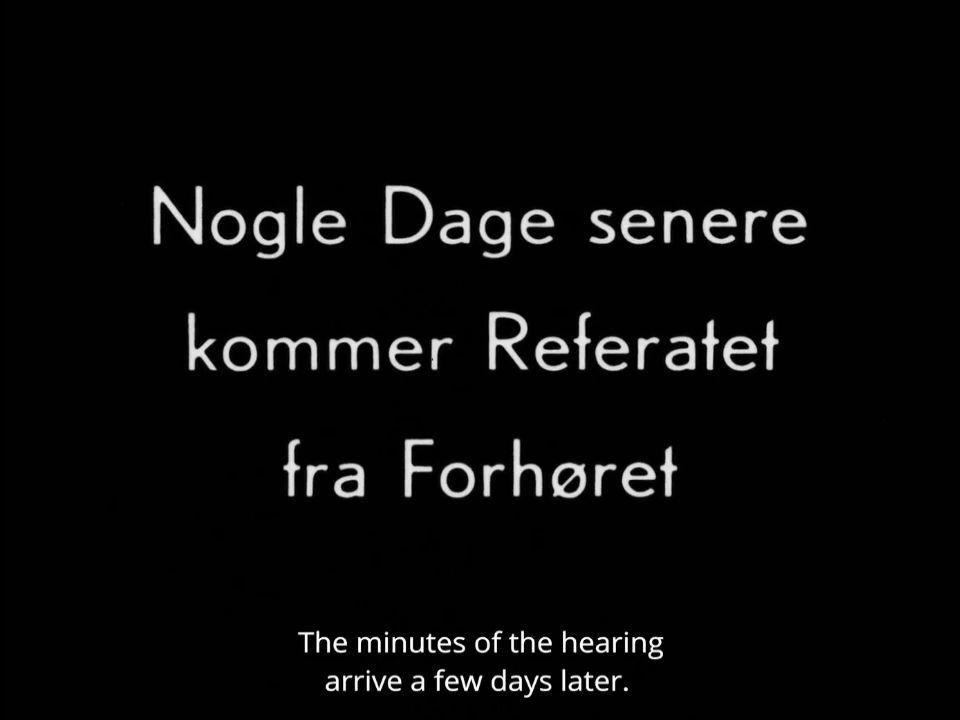 Nogle Dage senere
kommer Referatet
fra Forhøret
The minutes of the hearing
arrive a few days later.